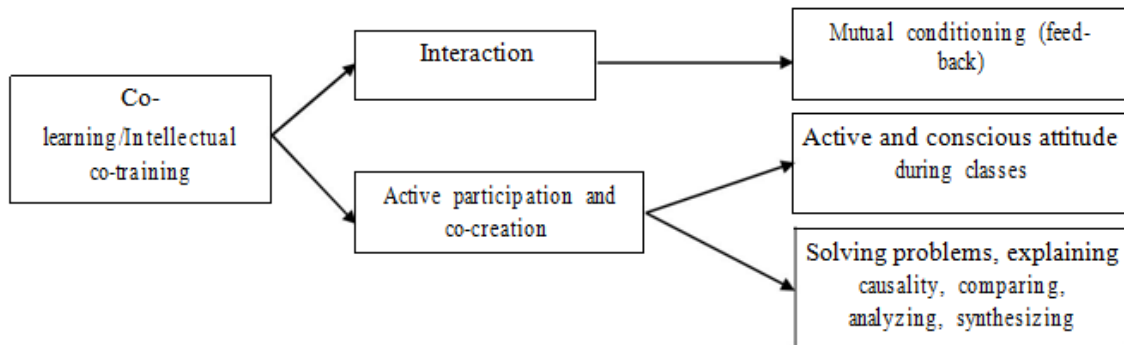 Co-
learning/Intellectual
co-training
Interaction
Active participation and
co-creation
Mutual conditioning (feed-
back)
Active and conscious attitude
during classes
Solving problems, explaining
causality, comparing,
analyzing, synthesizing